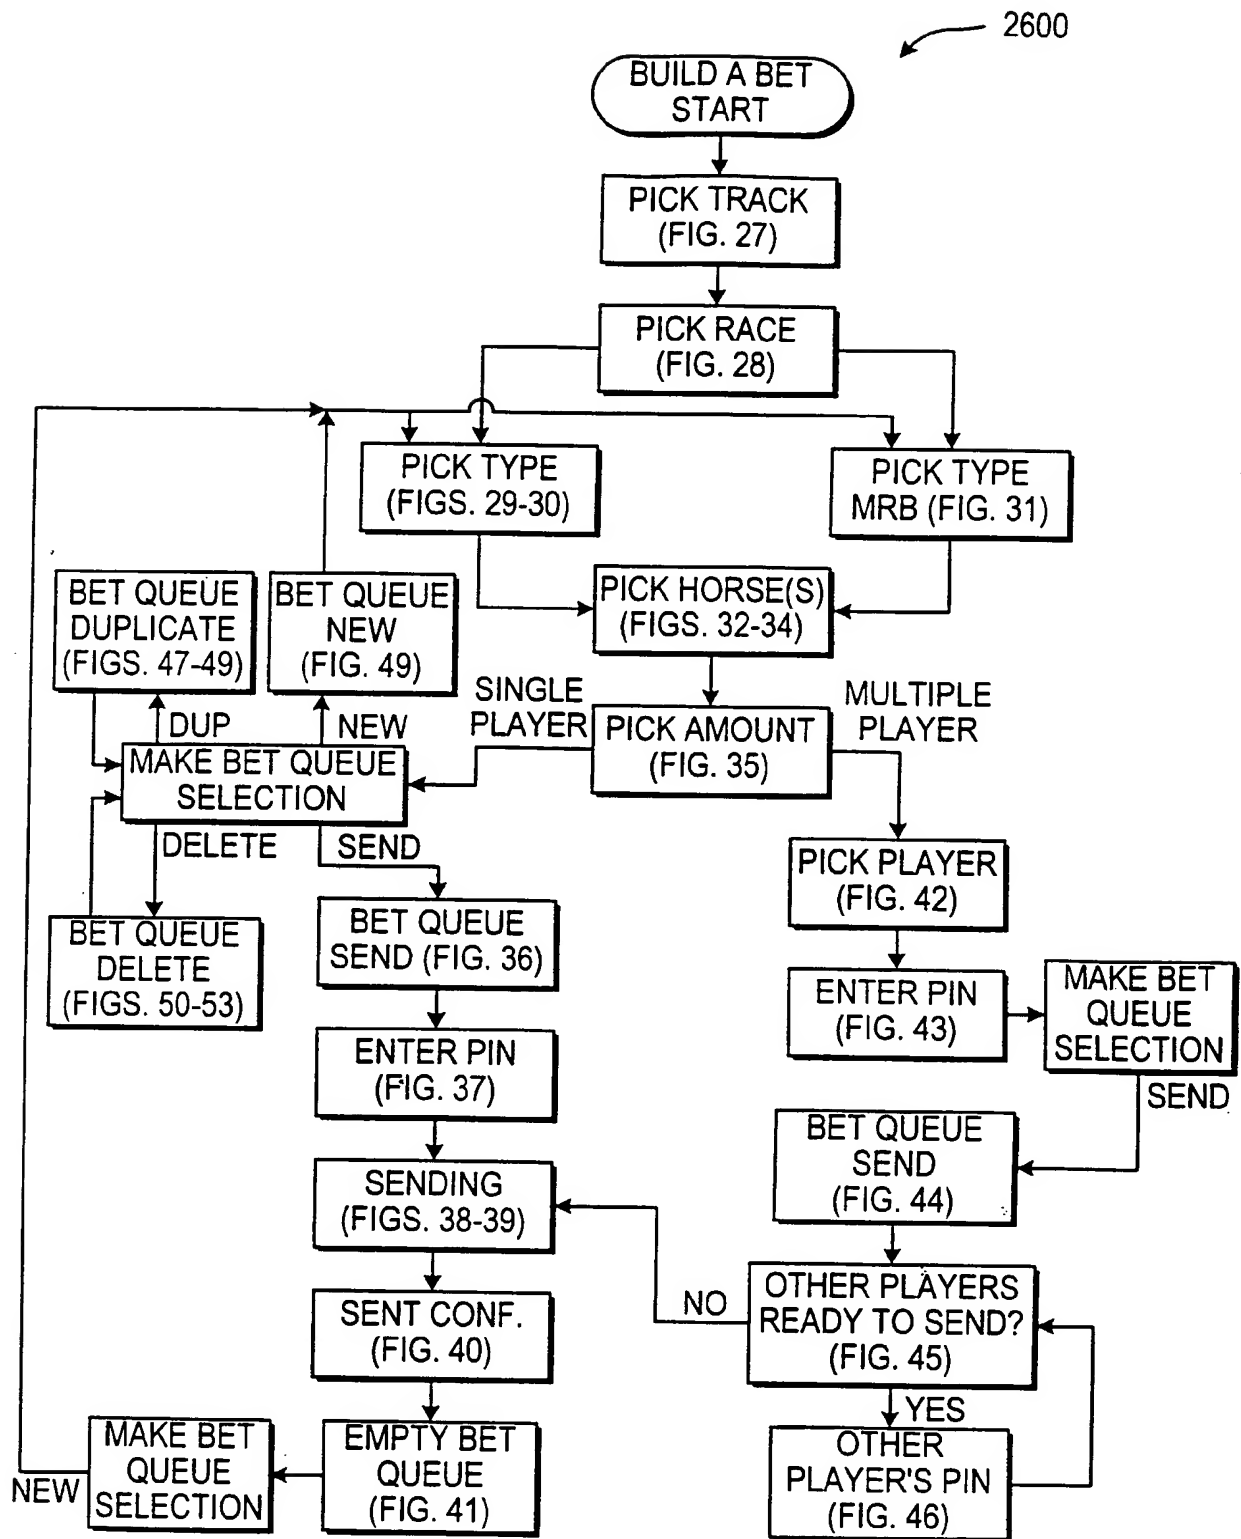 2600
BUILD A BET
START
PICK TRACK
(FIG. 27)
PICK RACE
(FIG. 28)
PICK TYPE
(FIGS. 29-30)
PICK TYPE
MRB (FIG. 31)
BET QUEUE
DUPLICATE
(FIGS. 47-49)
BET QUEUE
NEW
(FIG. 49)
PICK HORSE(S)
(FIGS. 32-34)
SINGLE
PLAYER
MULTIPLE
PLAYER
PICK AMOUNT
(FIG. 35)
DUP
NEW
MAKE BET QUEUE
SELECTION
DELETE
SEND
PICK PLAYER
(FIG. 42)
BET QUEUE
DELETE
(FIGS. 50-53)
BET QUEUE
SEND (FIG. 36)
ENTER PIN
(FIG. 43)
MAKE BET
QUEUE
SELECTION
ENTER PIN
(FIG. 37)
SEND
BET QUEUE
SEND
(FIG. 44)
SENDING
(FIGS. 38-39)
OTHER PLAYERS
READY TO SEND?
(FIG. 45)
NO
SENT CONF.
(FIG. 40)
YES
MAKE BET
QUEUE
SELECTION
EMPTY BET
QUEUE
(FIG. 41)
OTHER
PLAYER'S PIN
(FIG. 46)
NEW